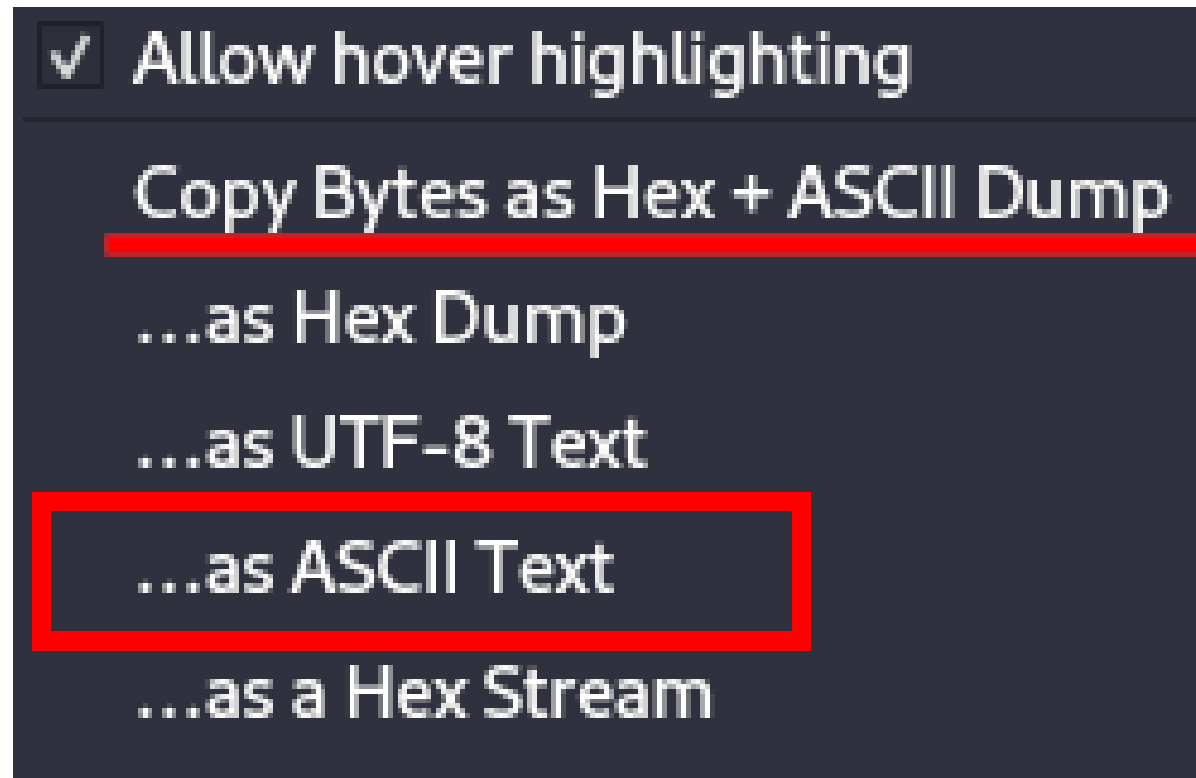 Allow hover highlighting
Copy Bytes as Hex + ASCII Dump
...as Hex Dump
...as UTF-8 Text
...as ASCII Text
...as a Hex Stream